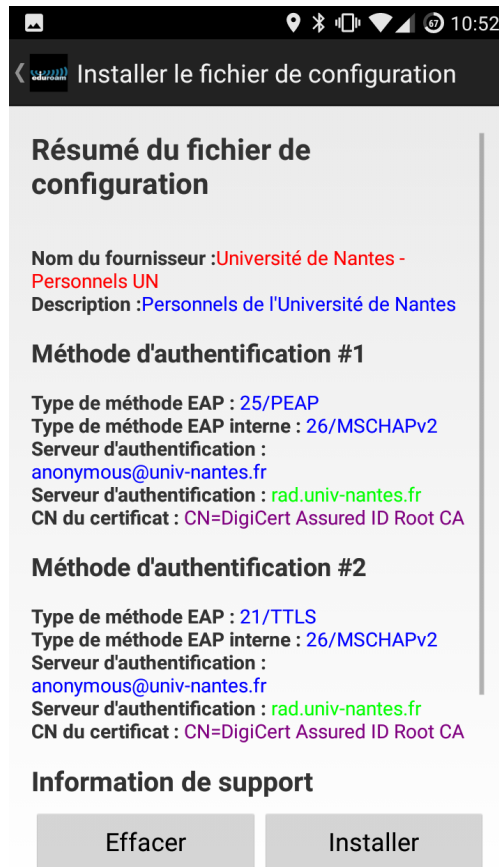 67 10:52
eduroam Installer le fichier de configuration
Résumé du fichier de
configuration
Nom du fournisseur :Université de Nantes -
Personnels UN
Description :Personnels de l'Université de Nantes
Méthode d'authentification #1
Type de méthode EAP : 25/PEAP
Type de méthode EAP interne : 26/MSCHAPv2
Serveur d'authentification :
anonymous@univ-nantes.fr
Serveur d'authentification : rad.univ-nantes.fr
CN du certificat : CN=DigiCert Assured ID Root CA
Méthode d'authentification #2
Type de méthode EAP : 21/TTLS
Type de méthode EAP interne : 26/MSCHAPv2
Serveur d'authentification :
anonymous@univ-nantes.fr
Serveur d'authentification : rad.univ-nantes.fr
CN du certificat : CN=DigiCert Assured ID Root CA
Information de support
Effacer Installer